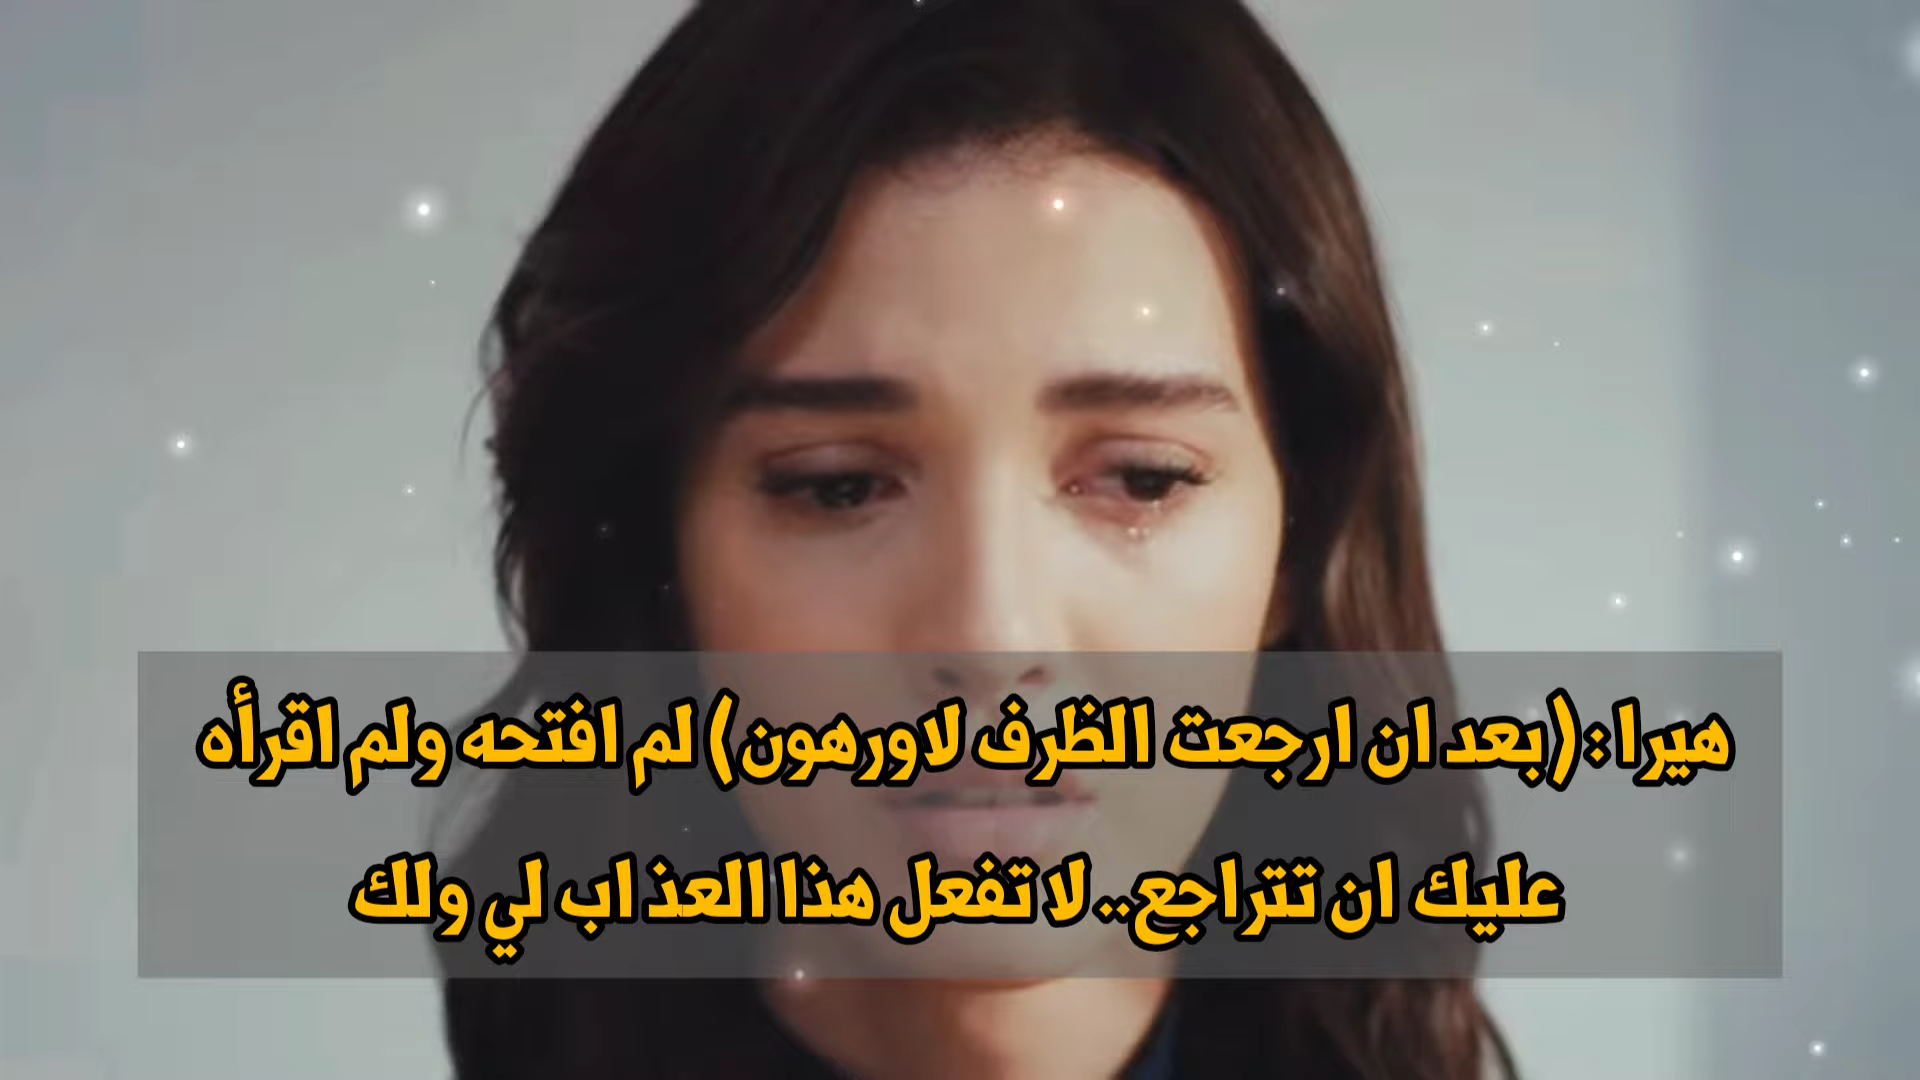 هيرا : (بعد ان ارجعت الظرف لاورهون) لم افتحه ولم اقرأه
عليك ان تتراجع.. لا تفعل هذا العذاب لي ولك